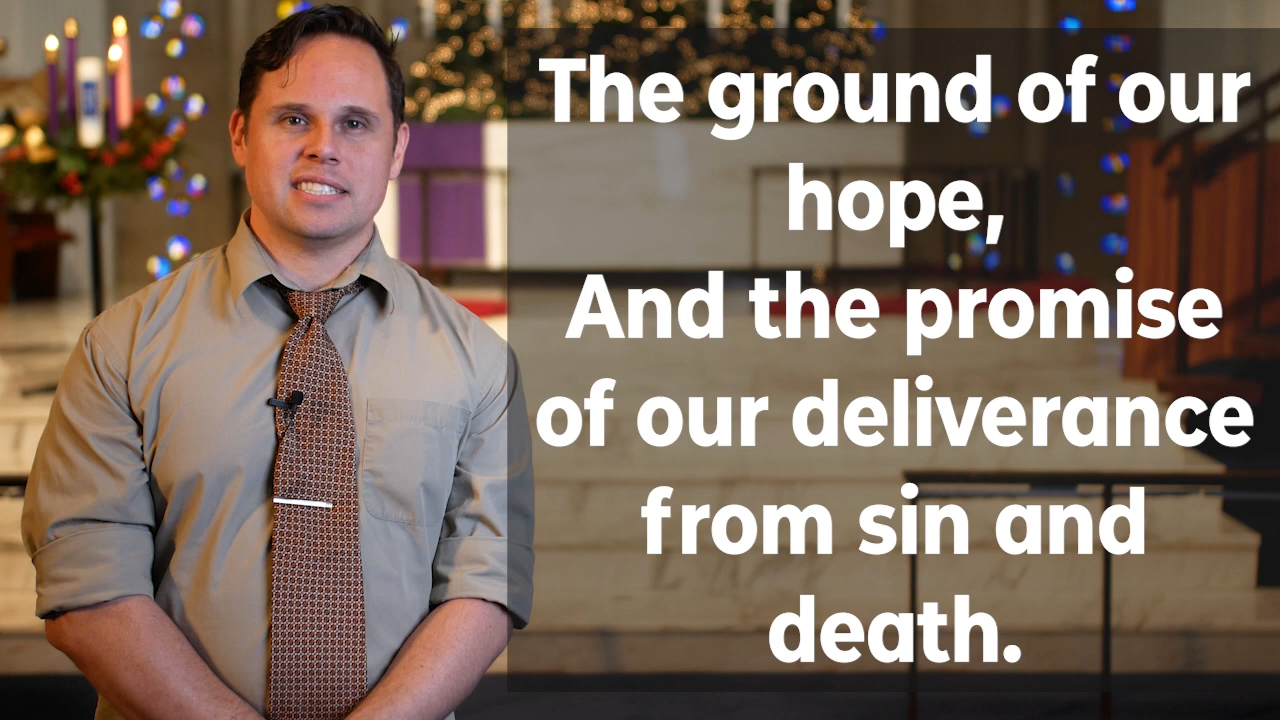 The ground of our
hope,
And the promise
of our deliverance
from sin and
death.